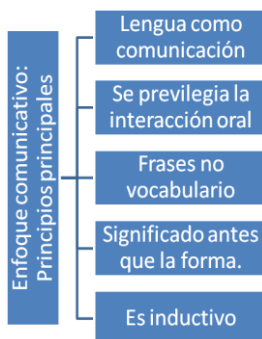 Enfoque comunicativo:
Principios principales
Lengua como
comunicación
Se previlegia la
interacción oral
Frases no
vocabulario
Significado antes
que la forma.
Es inductivo